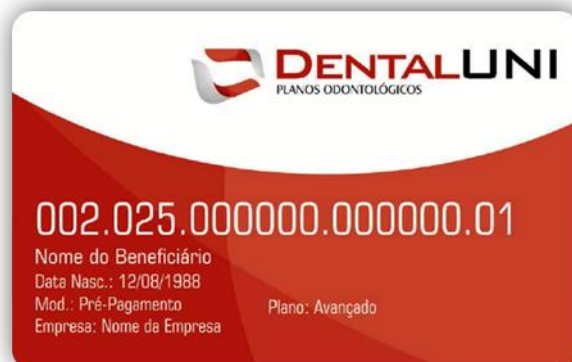 DENTALUNI
PLANOS ODONTOLÓGICOS
002.025.000000.000000.01
Nome do Beneficiário
Data Nasc.: 12/08/1988
Mod.: Pré-Pagamento Plano: Avançado
Empresa: Nome da Empresa